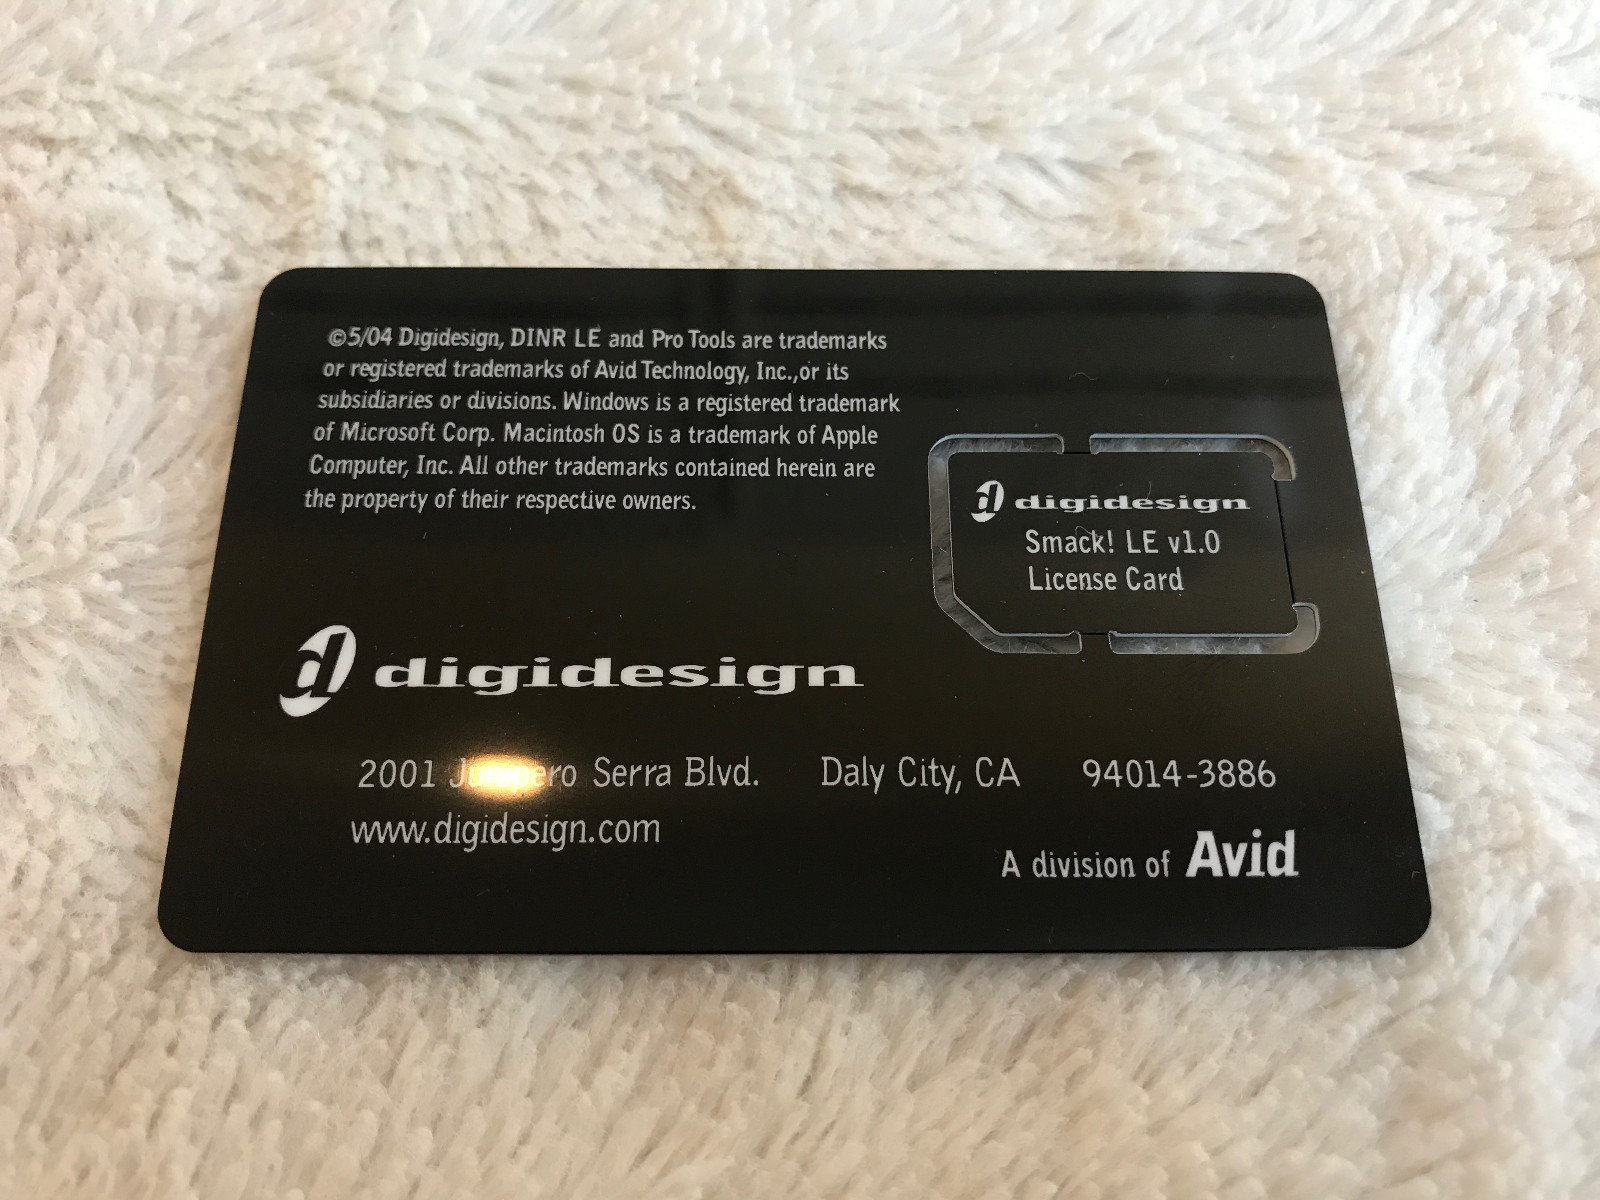 ©5/04 Digidesign, DINR LE and Pro Tools are trademarks
or registered trademarks of Avid Technology, Inc.,or its
subsidiaries or divisions. Windows is a registered trademark
of Microsoft Corp. Macintosh OS is a trademark of Apple
Computer, Inc. All other trademarks contained herein are
the property of their respective owners.
d digidesign
Smack! LE v1.0
License Card
d digidesign
2001 Junipero Serra Blvd. Daly City, CA 94014-3886
www.digidesign.com
A division of Avid